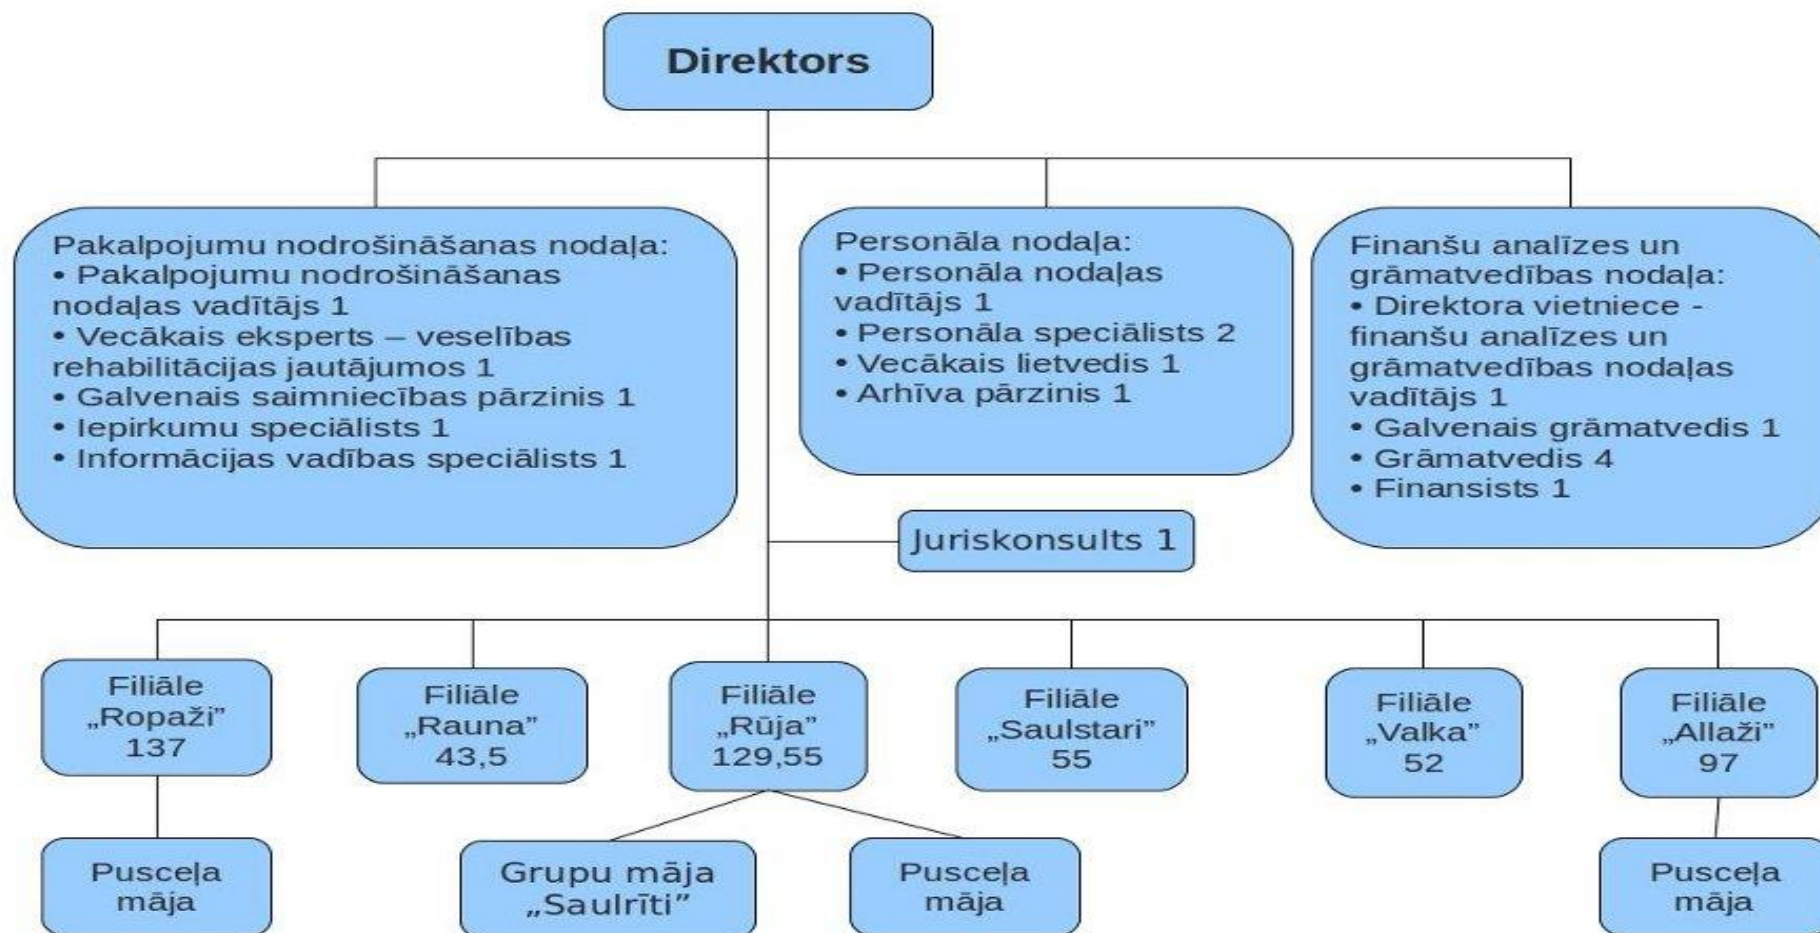 Direktors
Pakalpojumu nodrošināšanas nodaļa:
• Pakalpojumu nodrošināšanas
nodaļas vadītājs 1
• Vecākais eksperts – veselības
rehabilitācijas jautājumos 1
• Galvenais saimniecības pārzinis 1
• Iepirkumu speciālists 1
• Informācijas vadības speciālists 1
Personāla nodaļa:
• Personāla nodaļas
vadītājs 1
• Personāla speciālists 2
• Vecākais lietvedis 1
• Arhīva pārzinis 1
Finanšu analīzes un
grāmatvedības nodaļa:
• Direktora vietniece -
finanšu analīzes un
grāmatvedības nodaļas
vadītājs 1
• Galvenais grāmatvedis 1
• Grāmatvedis 4
• Finansists 1
Juriskonsults 1
Filiāle
„Ropaži”
137
Filiāle
„Rauna”
43,5
Filiāle
„Rūja”
129,55
Filiāle
„Saulstari”
55
Filiāle
„Valka”
52
Filiāle
„Allaži”
97
Pusceļa
māja
Grupu māja
„Saulrīti”
Pusceļa
māja
Pusceļa
māja